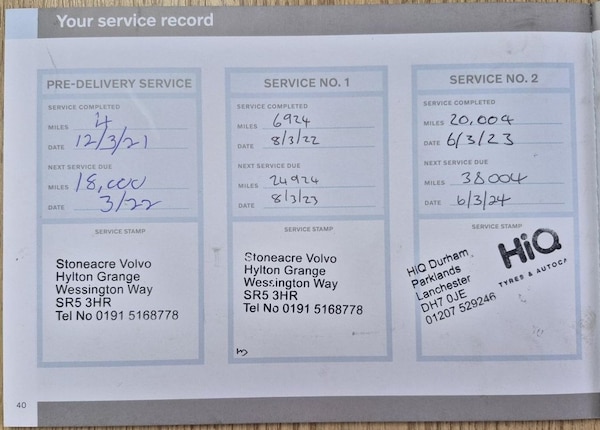 Your service record
PRE-DELIVERY SERVICE
SERVICE COMPLETED
MILES 4
DATE 12/3/21
NEXT SERVICE DUE
MILES 18,000
DATE 3/22
SERVICE STAMP
Stoneacre Volvo
Hylton Grange
Wessington Way
SR5 3HR
Tel No 0191 5168778
SERVICE NO. 1
SERVICE COMPLETED
MILES 6924
DATE 8/3/22
NEXT SERVICE DUE
MILES 24924
DATE 8/3/23
SERVICE STAMP
Stoneacre Volvo
Hylton Grange
Wessington Way
SR5 3HR
Tel No 0191 5168778
SERVICE NO. 2
SERVICE COMPLETED
MILES 20,004
DATE 6/3/23
NEXT SERVICE DUE
MILES 38004
DATE 6/3/24
SERVICE STAMP
HiQ Durham
Parklands
Lanchester
DH7 0JE
01207 529246
HiQ
TYRES & AUTOCA
40